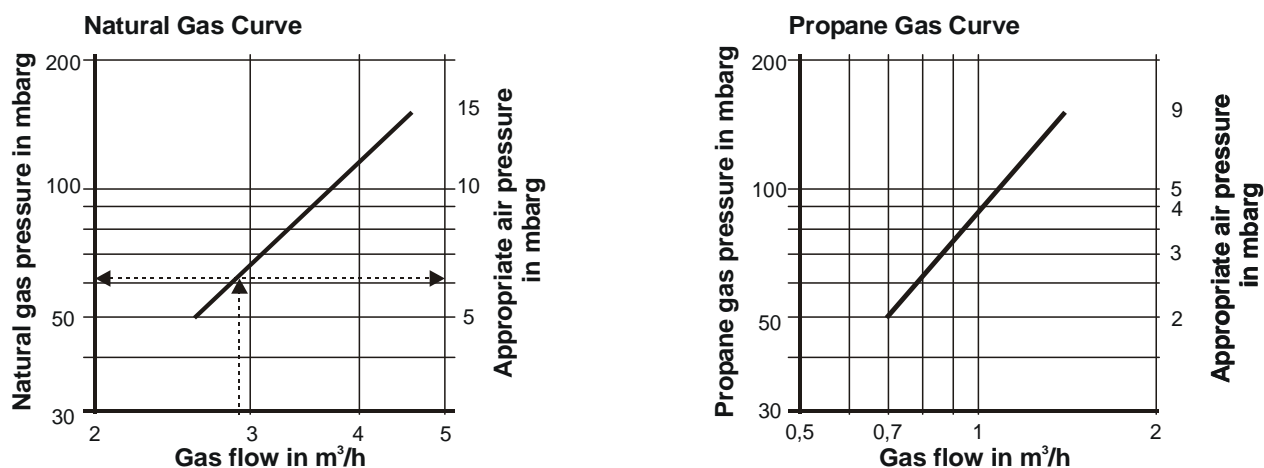 Natural Gas Curve
Natural gas pressure in mbarg
200
100
50
30
2
3
4
5
Gas flow in m³/h
15
10
5
Appropriate air pressure
in mbarg
Propane Gas Curve
Propane gas pressure in mbarg
200
100
50
30
0,5
0,7
1
2
Gas flow in m³/h
9
5
4
3
2
Appropriate air pressure
in mbarg